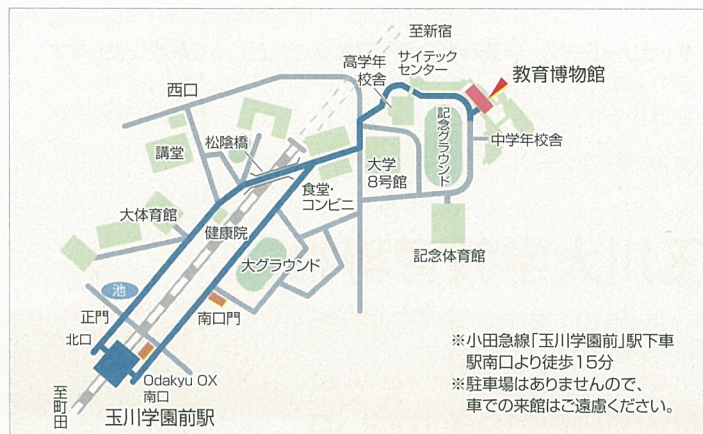 至新宿
高学年
校舎
サイテック
センター
教育博物館
西口
松陰橋
講堂
記念グラウンド
中学年校舎
大学
8号館
食堂・
コンビニ
大体育館
健康院
大グラウンド
記念体育館
池
正門
南口門
北口
Odakyu OX
南口
至町田
玉川学園前駅
※小田急線「玉川学園前」駅下車
駅南口より徒歩15分
※駐車場はありませんので、
車での来館はご遠慮ください。